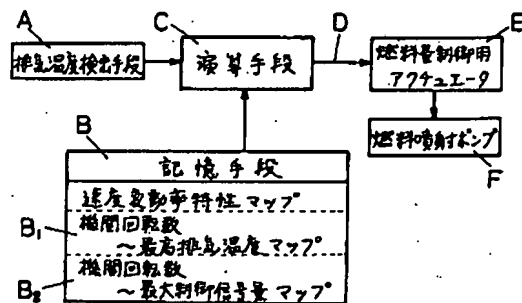 A
排気温度検出手段
C
演算手段
D
E
燃料量制御用
アクチュエータ
燃料噴射ポンプ
F
B
記憶手段
速度変動率特性マップ
B₁
機関回転数
~最高排気温度マップ
B₂
機関回転数
~最大制御信号量マップ